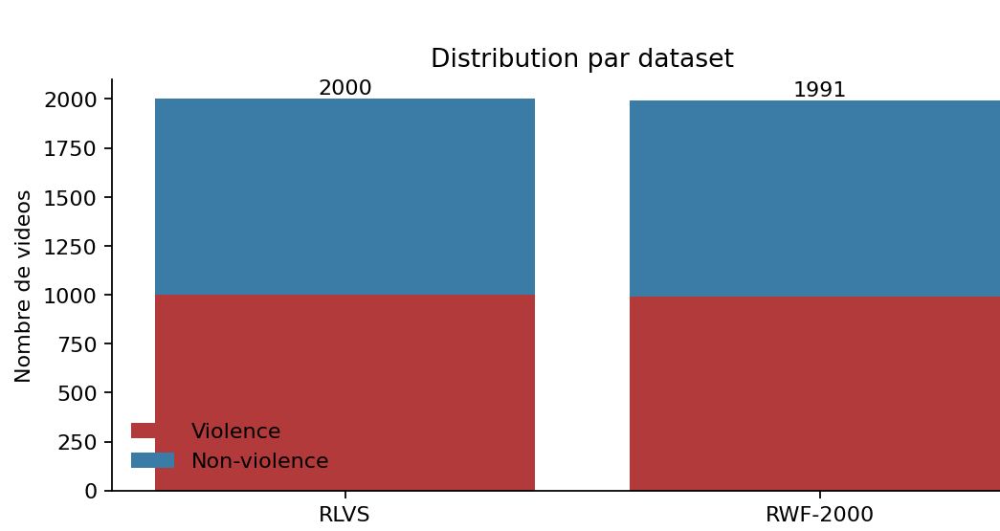 Distribution par dataset
2000
1991
Nombre de videos
2000
1750
1500
1250
1000
750
500
250
0
Violence
Non-violence
RLVS
RWF-2000